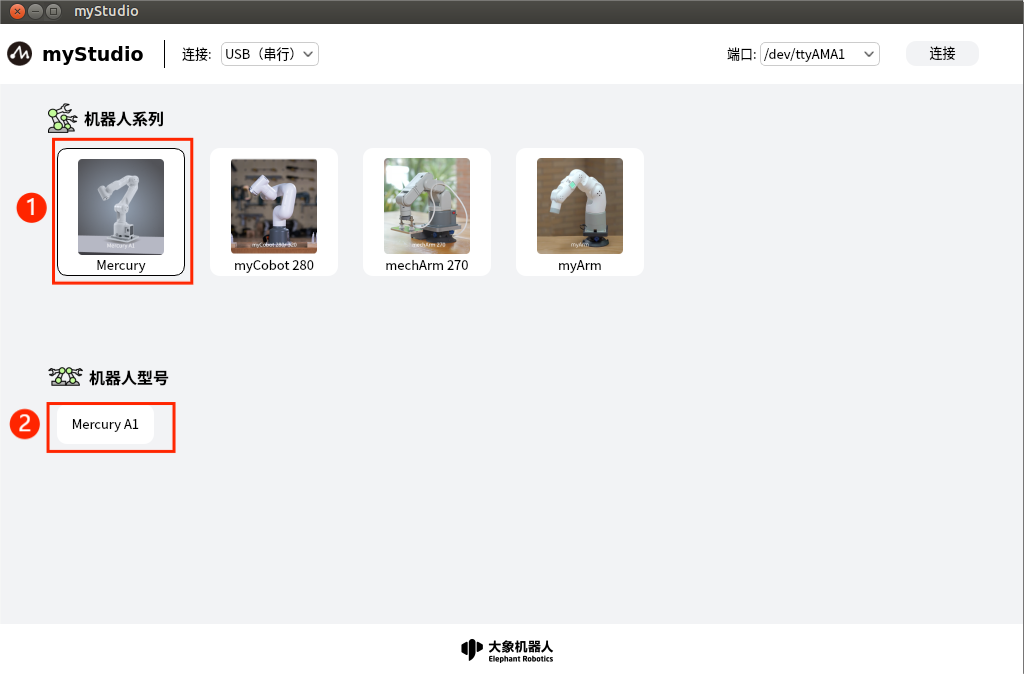 myStudio
myStudio 连接: USB（串行） 端口: /dev/ttyAMA1 连接
机器人系列
1
Mercury A1 myCobot 280/320 mechArm 270 myArm
Mercury myCobot 280 mechArm 270 myArm
机器人型号
2 Mercury A1
大象机器人
Elephant Robotics